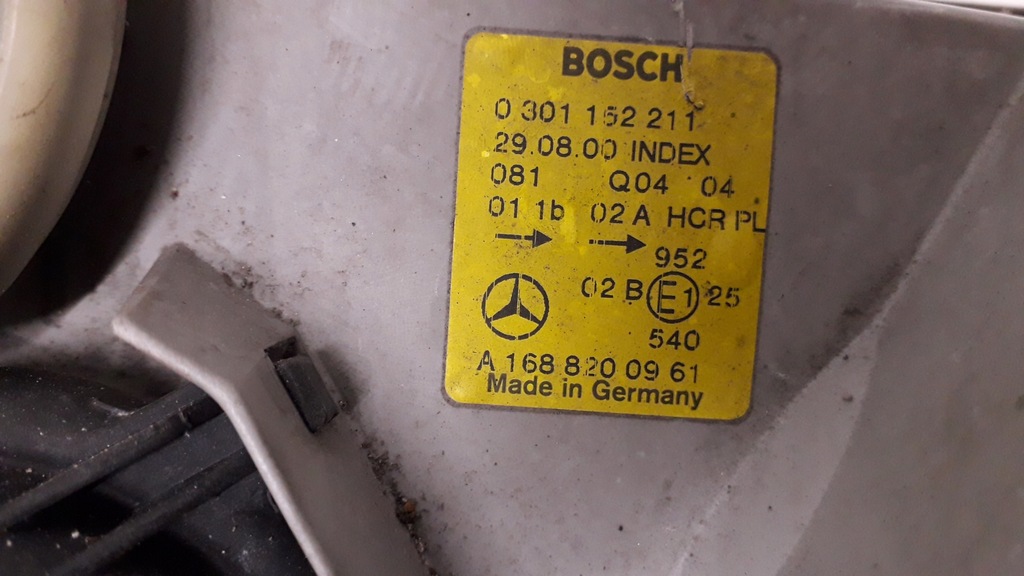 BOSCH
0 301 152 211
29.08.00 INDEX
081 Q04 04
01 1b 02 A HCR PL
952
02 B E1 25
540
A 168 820 09 61
Made in Germany